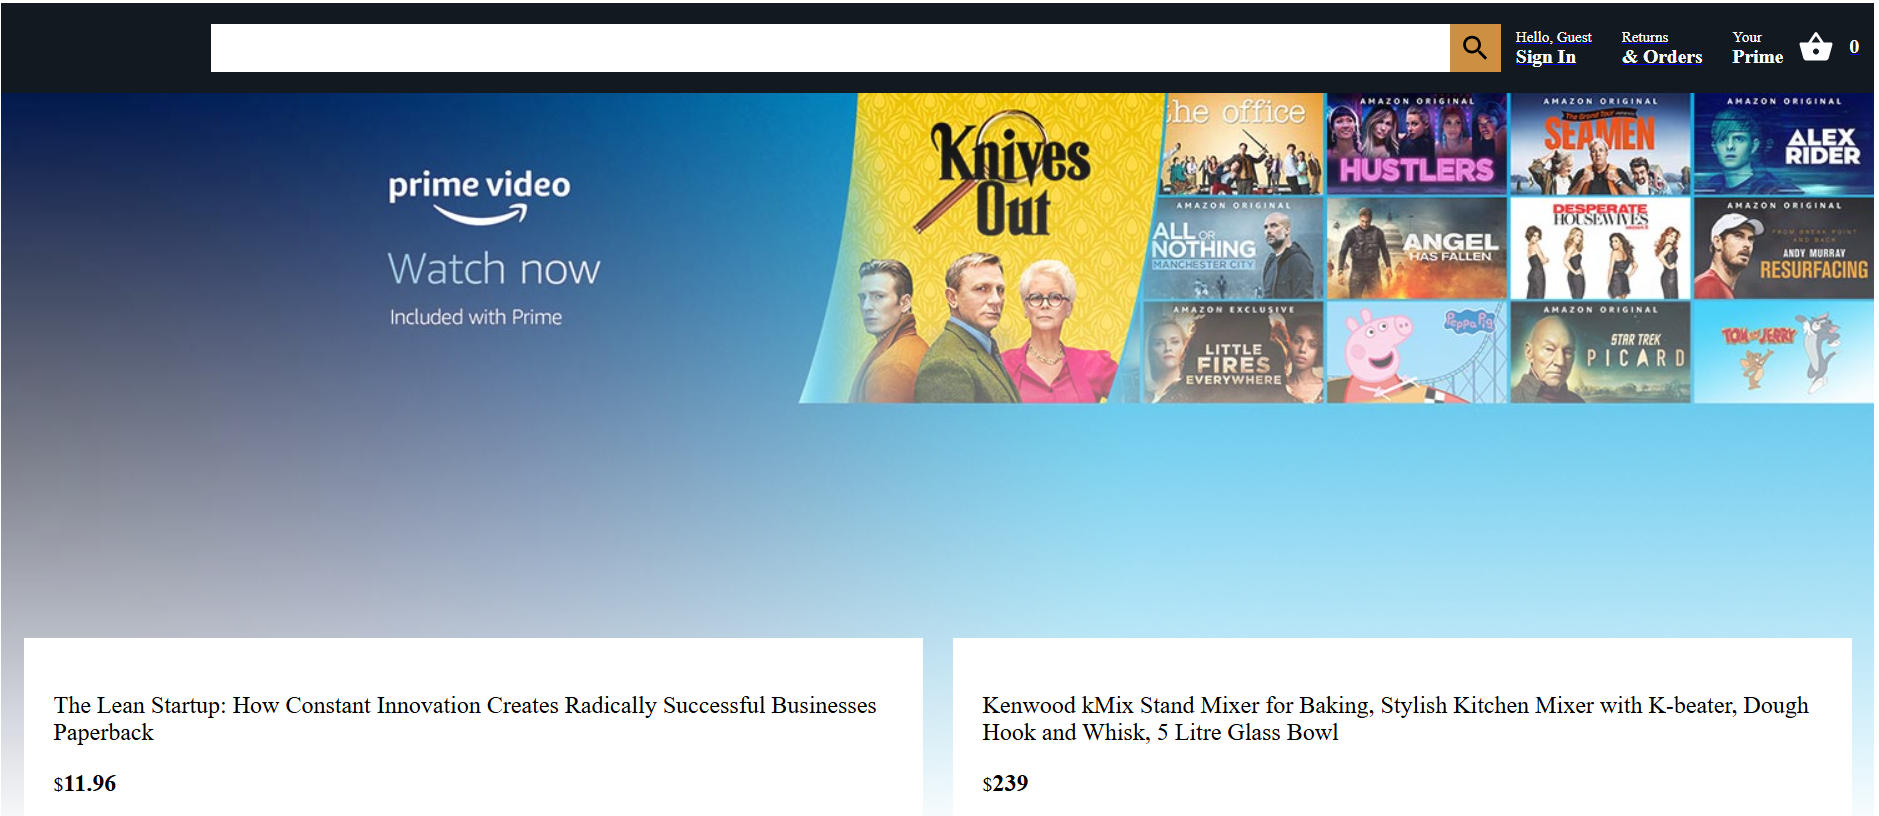 Hello, Guest
Sign In
Returns
& Orders
Your
Prime
0
prime video
Watch now
Included with Prime
Knives
Out
the office
AMAZON ORIGINAL
HUSTLERS
AMAZON ORIGINAL
The Grand Tour
SEAMEN
AMAZON ORIGINAL
ALEX
RIDER
AMAZON ORIGINAL
ALL OR
NOTHING
MANCHESTER CITY
ANGEL
HAS FALLEN
DESPERATE
HOUSEWIVES
AMAZON ORIGINAL
FROM BREAK POINT
AND BACK
ANDY MURRAY
RESURFACING
AMAZON EXCLUSIVE
LITTLE
FIRES
EVERYWHERE
Peppa Pig
AMAZON ORIGINAL
STAR TREK
PICARD
TOM and JERRY
The Lean Startup: How Constant Innovation Creates Radically Successful Businesses
Paperback
$11.96
Kenwood kMix Stand Mixer for Baking, Stylish Kitchen Mixer with K-beater, Dough
Hook and Whisk, 5 Litre Glass Bowl
$239